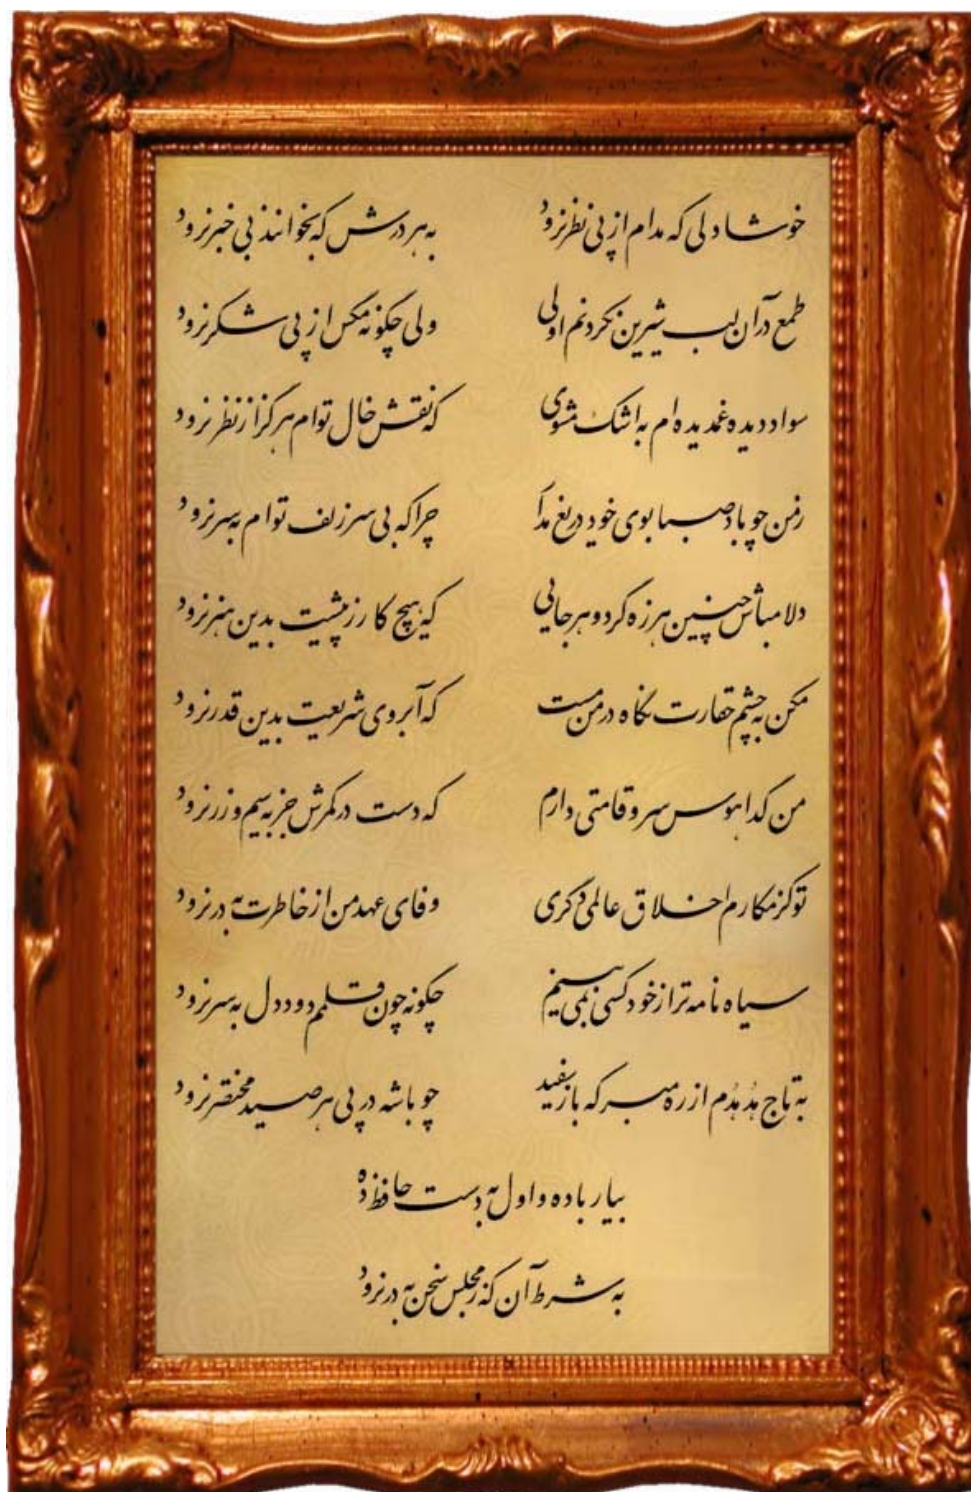 خوشا دلی که مدام از پی نظر نرود به هر درش که بخوانند بی خبر نرود
طمع در آن لب شیرین نکردنم اولی ولی چگونه مگس از پی شکر نرود
سواد دیده غمدیده‌ام به اشک مشوی که نقش خال توام هرگز از نظر نرود
ز من چو باد صبا بوی خود دریغ مدار چرا که بی سر زلف توام به سر نرود
دلا مباش چنین هرزه گرد و هرجایی که هیچ کار ز پیشت بدین هنر نرود
مکن به چشم حقارت نگاه در من مست که آبروی شریعت بدین قدر نرود
من گدا هوس سروقامتی دارم که دست در کمرش جز به سیم و زر نرود
تو کز مکارم اخلاق عالمی دگری وفای عهد من از خاطرت به درنرود
سیاه نامه‌تر از خود کسی نمی‌بینم چگونه چون قلمم دود دل به سر نرود
به تاج هُدهُدم از ره مبر که باز سفید چو باشه در پی هر صید مختصر نرود
بیار باده و اول به دست حافظ ده
به شرط آن که ز مجلس سخن به درنرود